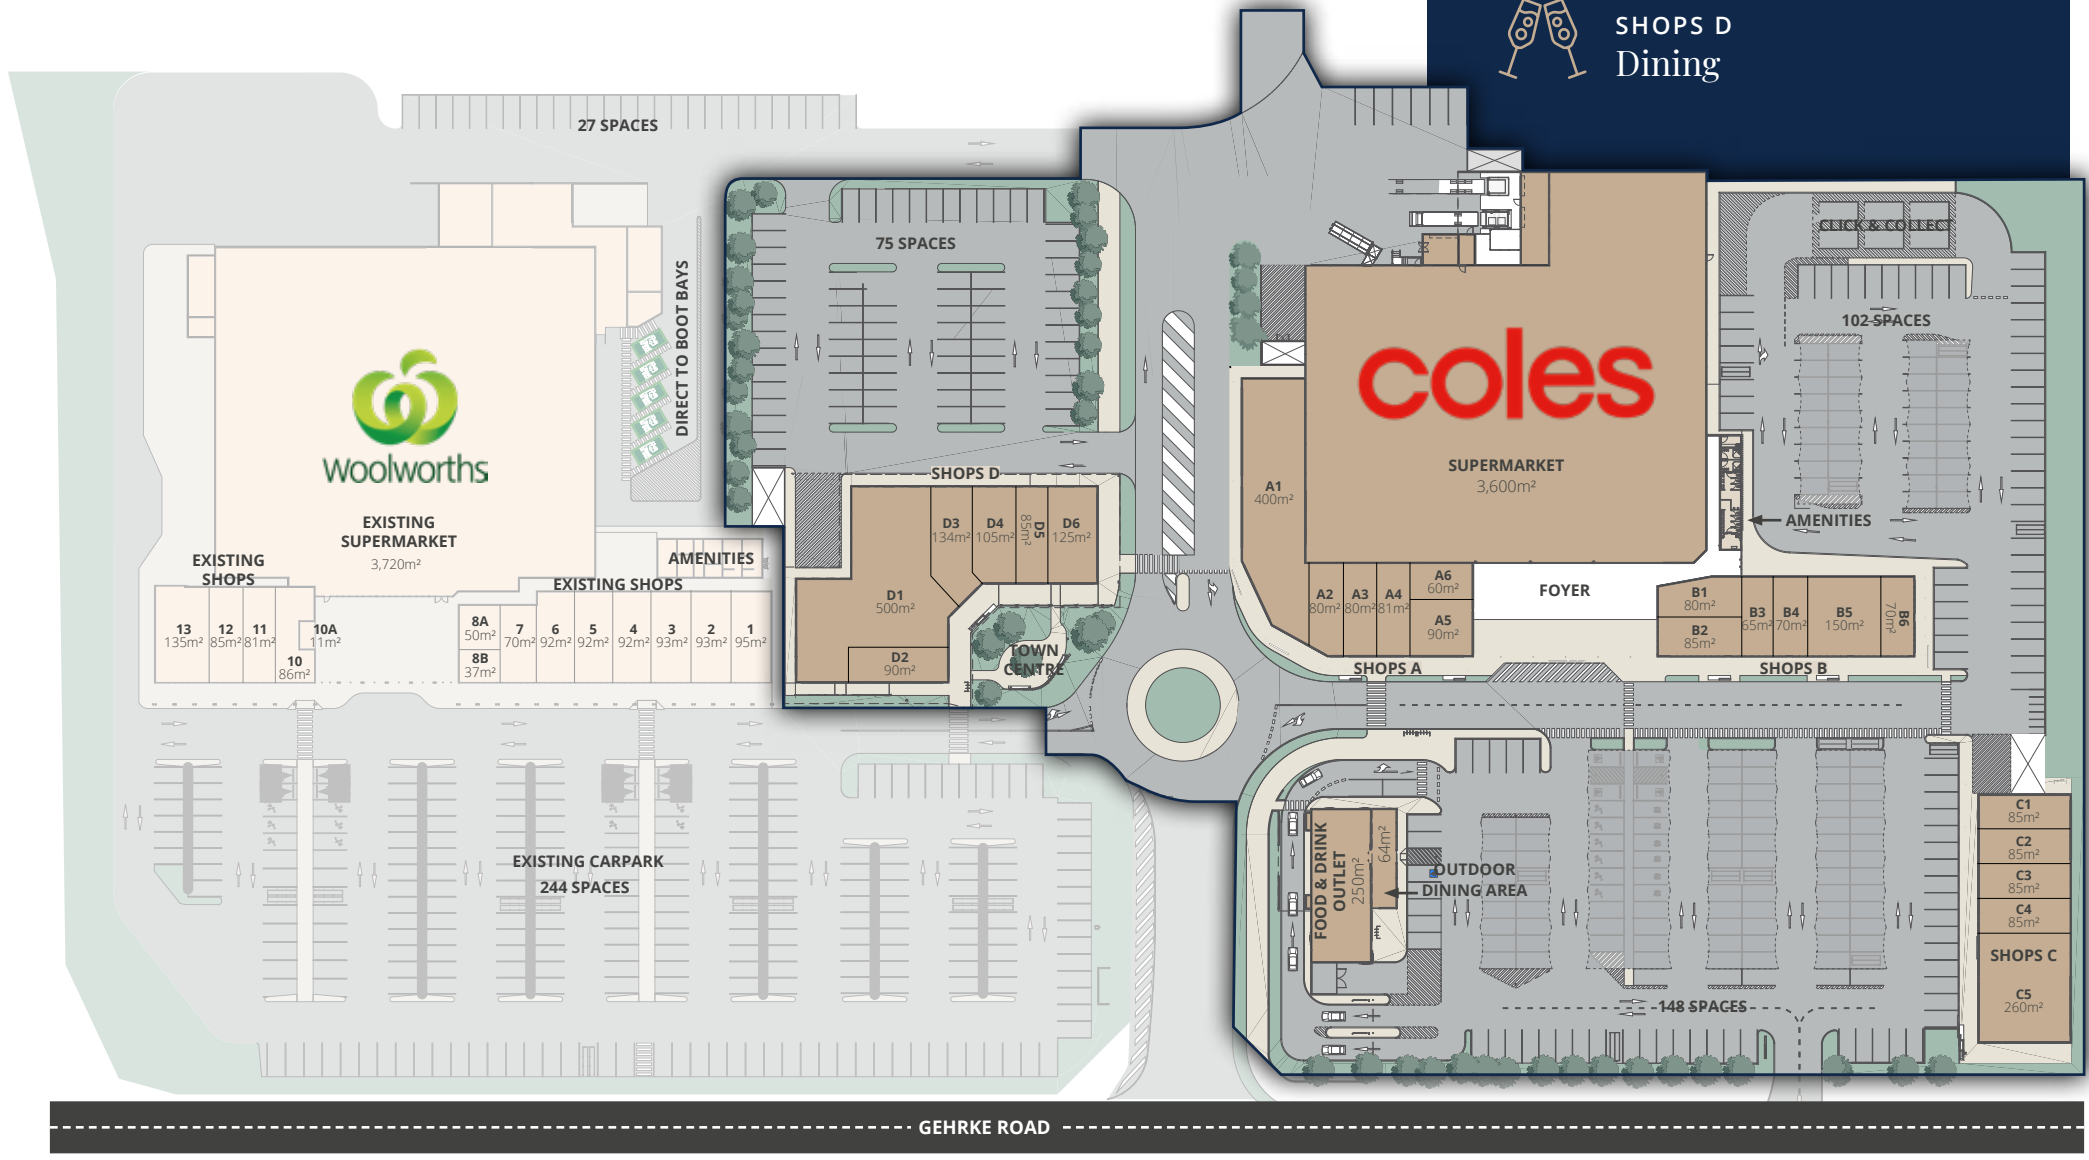 SHOPS D
Dining
27 SPACES
75 SPACES
DIRECT TO BOOT BAYS
CLICK & COLLECT
102 SPACES
coles
SUPERMARKET
3,600m²
Woolworths
EXISTING
SUPERMARKET
3,720m²
EXISTING
SHOPS
AMENITIES
EXISTING SHOPS
13
135m²
12
85m²
11
81m²
10A
11m²
10
86m²
8A
50m²
8B
37m²
7
70m²
6
92m²
5
92m²
4
92m²
3
93m²
2
93m²
1
95m²
SHOPS D
D3
134m²
D4
105m²
D5
85m²
D6
125m²
D1
500m²
D2
90m²
TOWN
CENTRE
A1
400m²
A2
80m²
A3
80m²
A4
81m²
A6
60m²
A5
90m²
SHOPS A
FOYER
AMENITIES
B1
80m²
B2
85m²
B3
65m²
B4
70m²
B5
150m²
B6
70m²
SHOPS B
EXISTING CARPARK
244 SPACES
FOOD & DRINK
OUTLET
250m²
64m²
OUTDOOR
DINING AREA
C1
85m²
C2
85m²
C3
85m²
C4
85m²
SHOPS C
C5
260m²
148 SPACES
GEHRKE ROAD